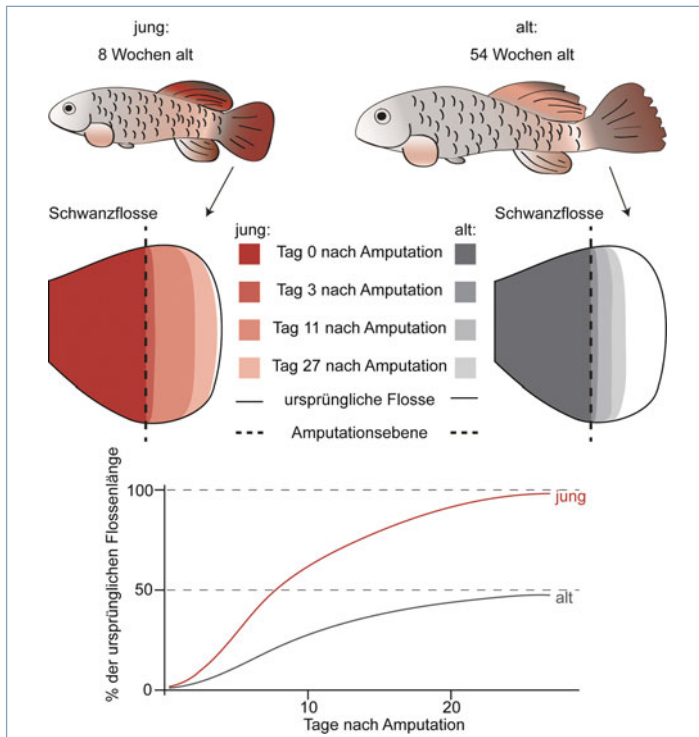 jung:
8 Wochen alt
alt:
54 Wochen alt
Schwanzflosse
Schwanzflosse
jung:
alt:
Tag 0 nach Amputation
Tag 3 nach Amputation
Tag 11 nach Amputation
Tag 27 nach Amputation
ursprüngliche Flosse
Amputationsebene
% der ursprünglichen Flossenlänge
100
50
0
jung
alt
10
20
Tage nach Amputation